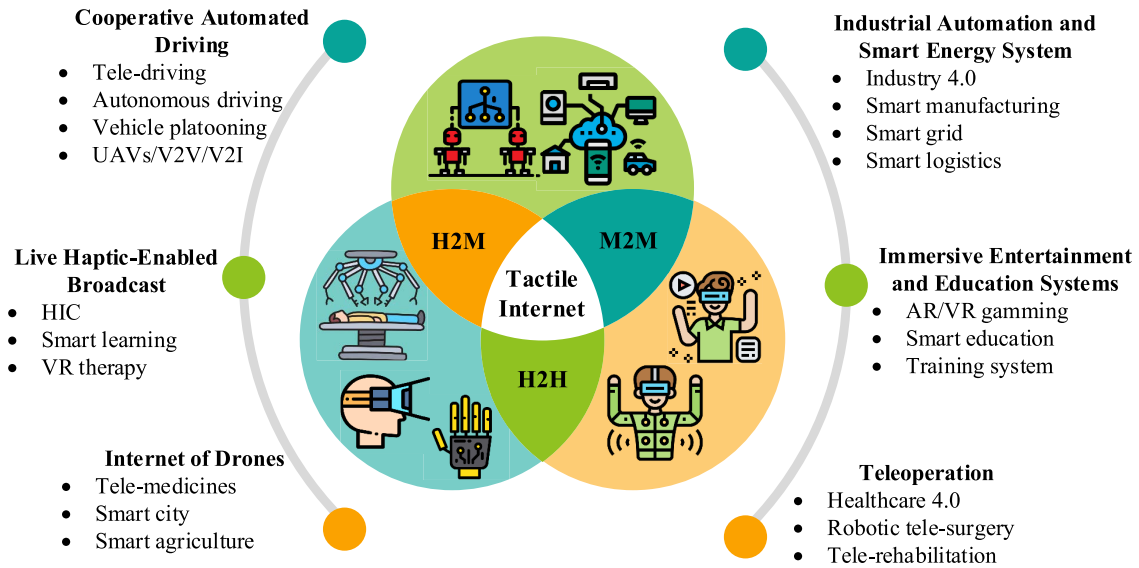 Cooperative Automated
Driving
• Tele-driving
• Autonomous driving
• Vehicle platooning
• UAVs/V2V/V2I
Live Haptic-Enabled
Broadcast
• HIC
• Smart learning
• VR therapy
Internet of Drones
• Tele-medicines
• Smart city
• Smart agriculture
H2M
M2M
Tactile
Internet
H2H
Industrial Automation and
Smart Energy System
• Industry 4.0
• Smart manufacturing
• Smart grid
• Smart logistics
Immersive Entertainment
and Education Systems
• AR/VR gamming
• Smart education
• Training system
Teleoperation
• Healthcare 4.0
• Robotic tele-surgery
• Tele-rehabilitation